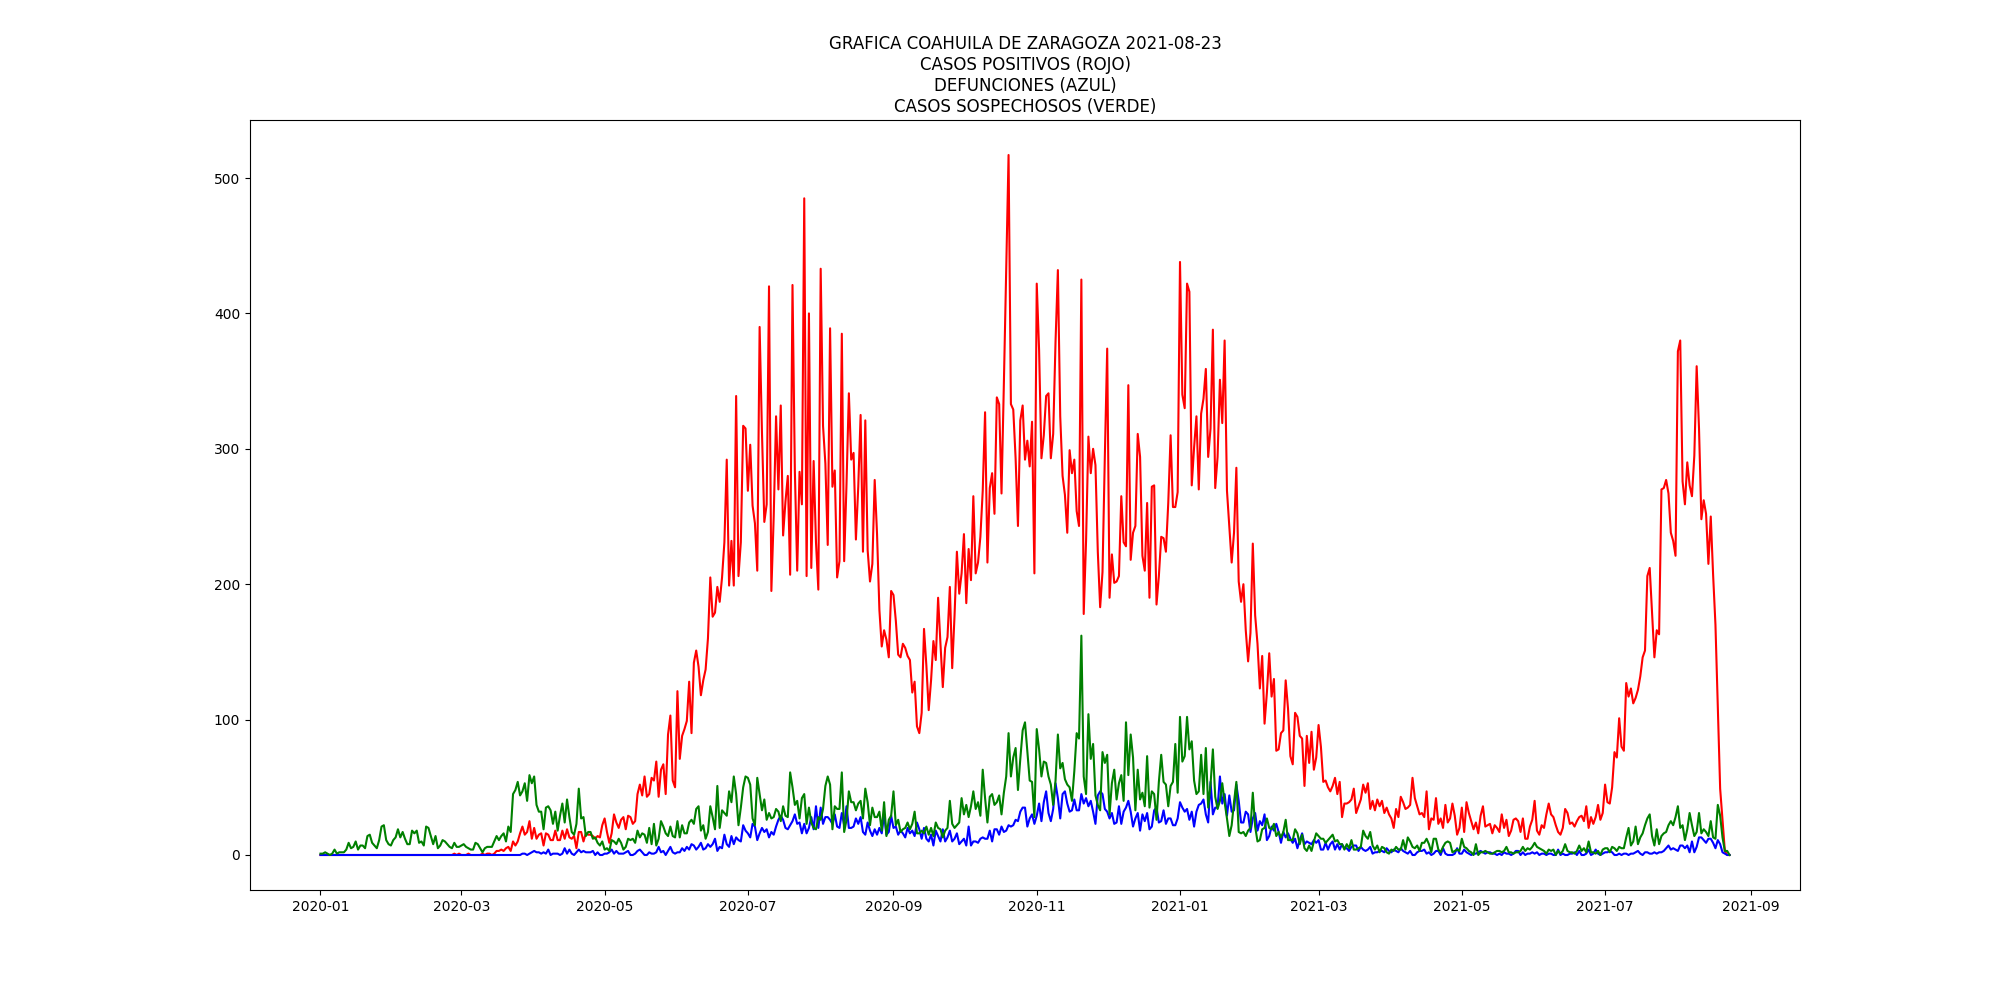 GRAFICA COAHUILA DE ZARAGOZA 2021-08-23
CASOS POSITIVOS (ROJO)
DEFUNCIONES (AZUL)
CASOS SOSPECHOSOS (VERDE)
500
400
300
200
100
0
2020-01 2020-03 2020-05 2020-07 2020-09 2020-11 2021-01 2021-03 2021-05 2021-07 2021-09